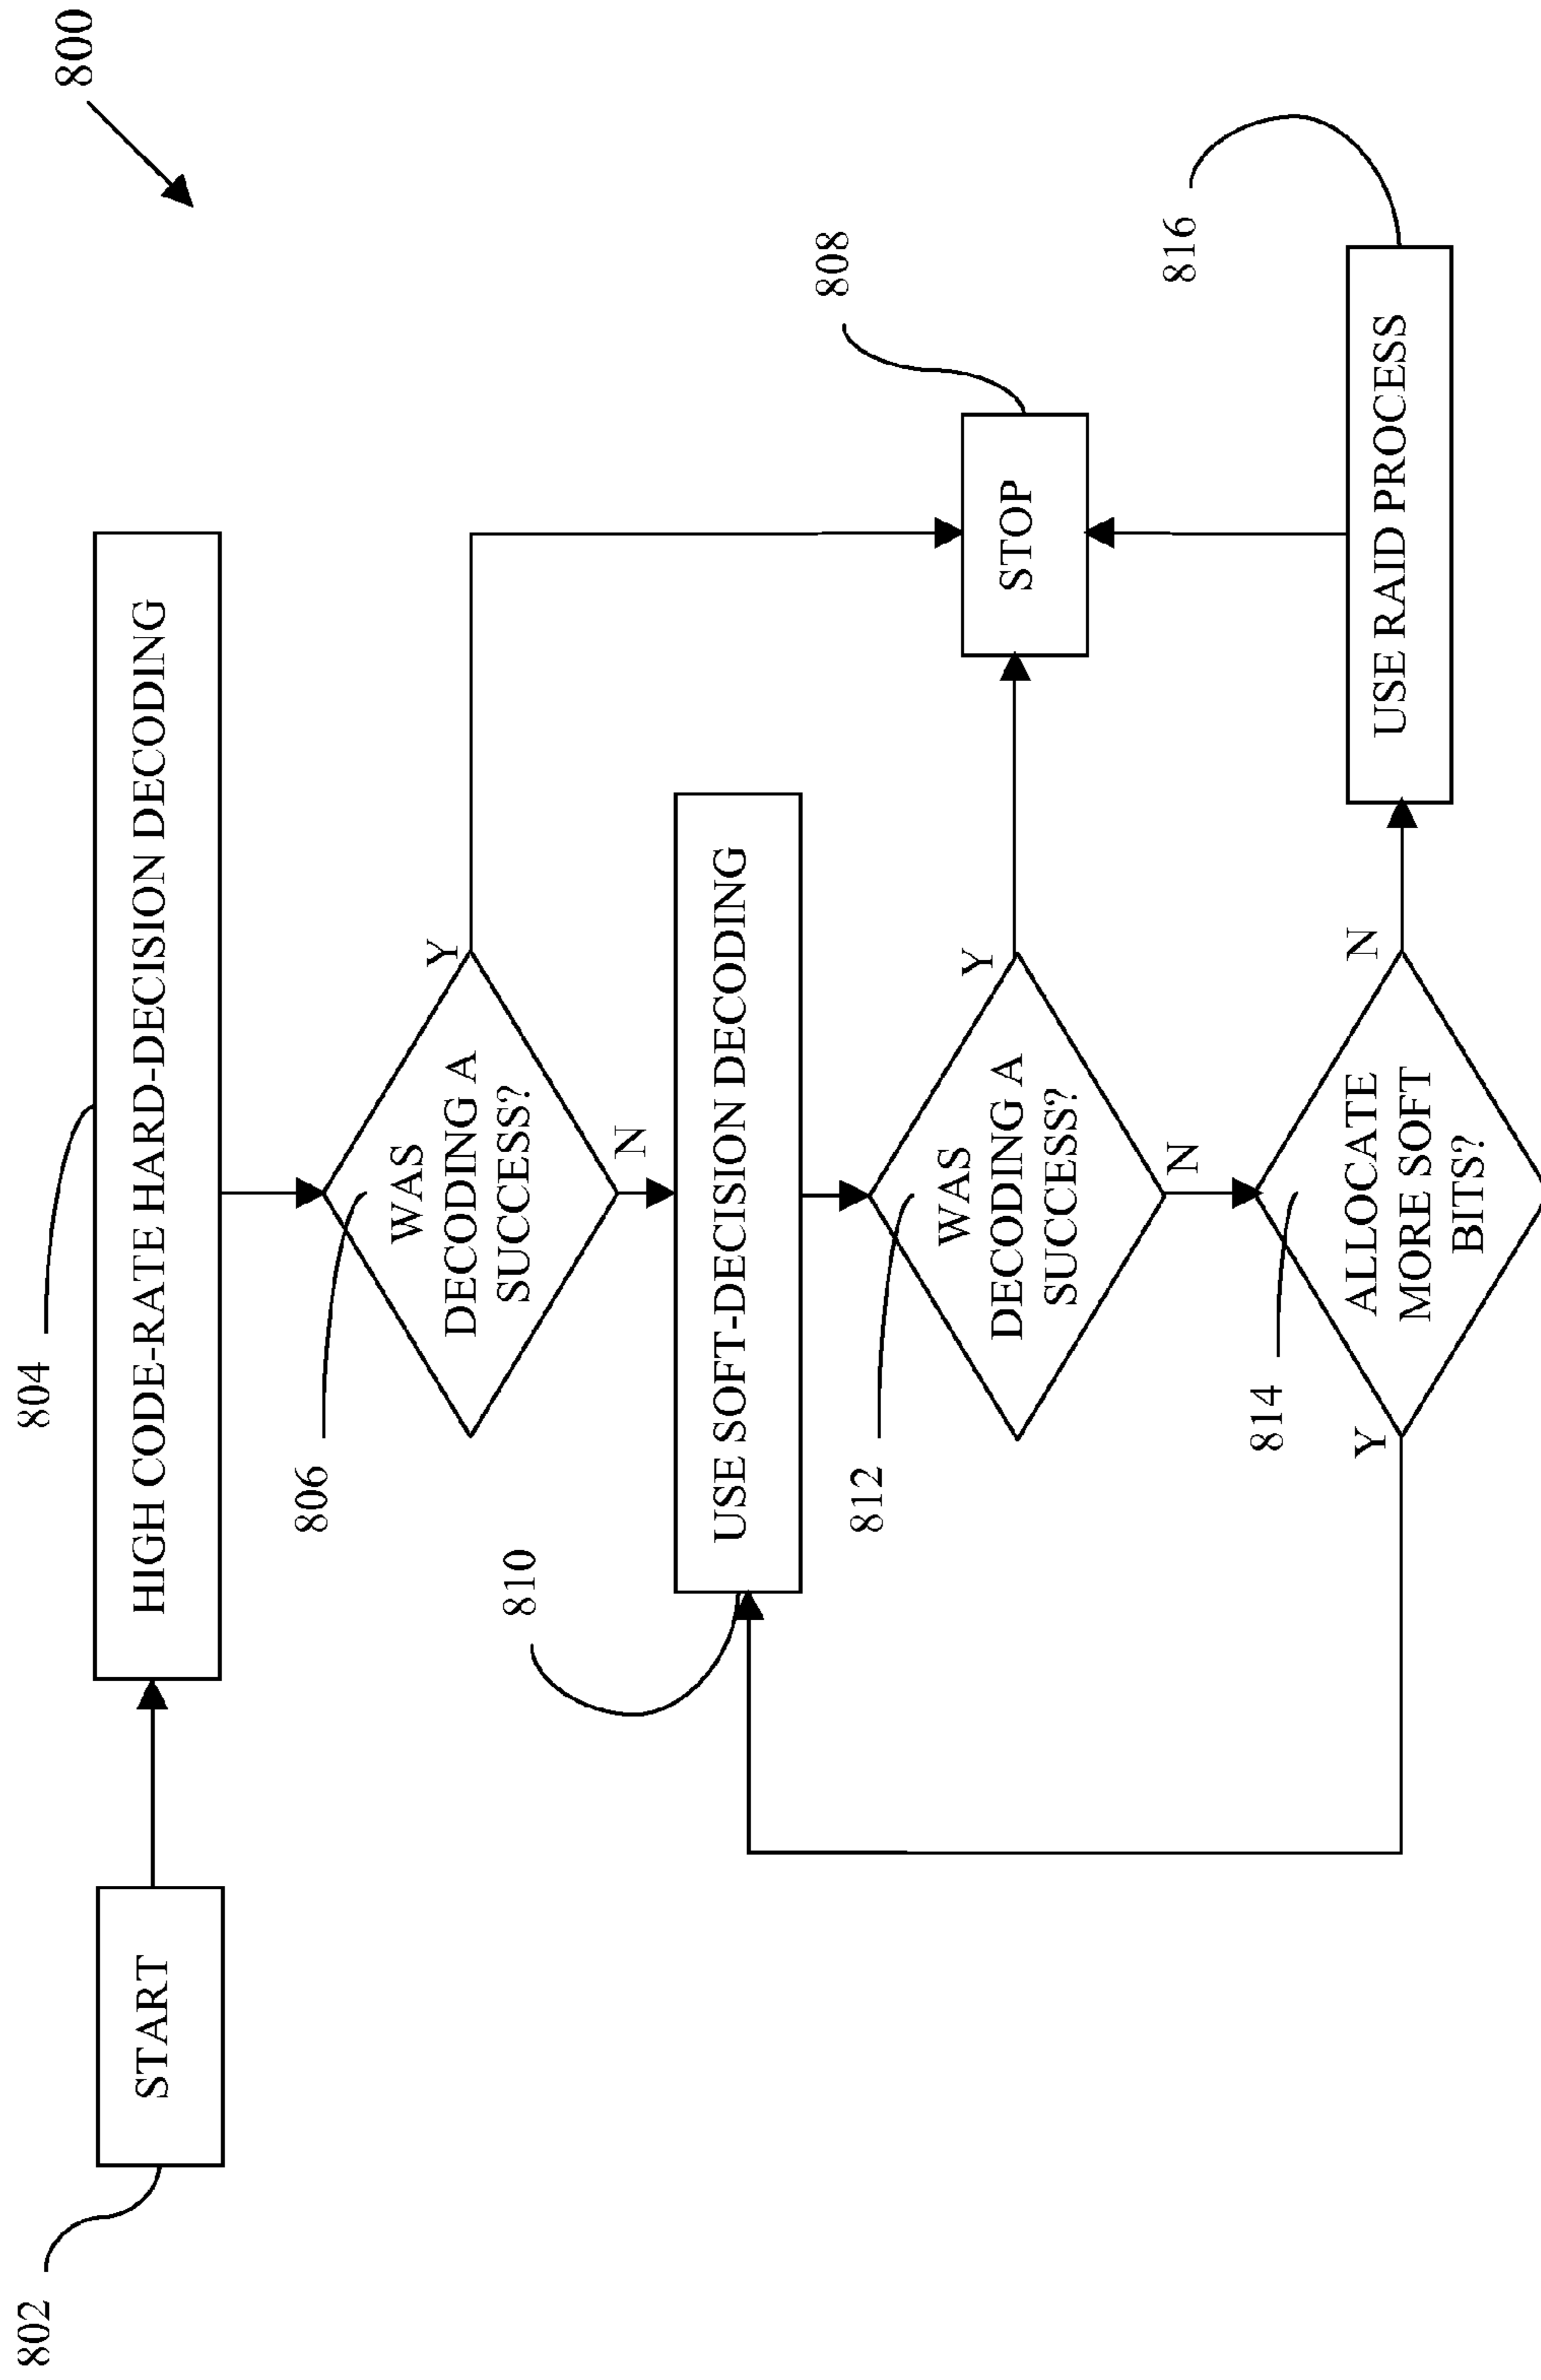 800
802
START
804
HIGH CODE-RATE HARD-DECISION DECODING
806
WAS
DECODING A
SUCCESS?
Y
N
808
STOP
810
USE SOFT-DECISION DECODING
812
WAS
DECODING A
SUCCESS?
Y
N
814
ALLOCATE
MORE SOFT
BITS?
Y
N
816
USE RAID PROCESS